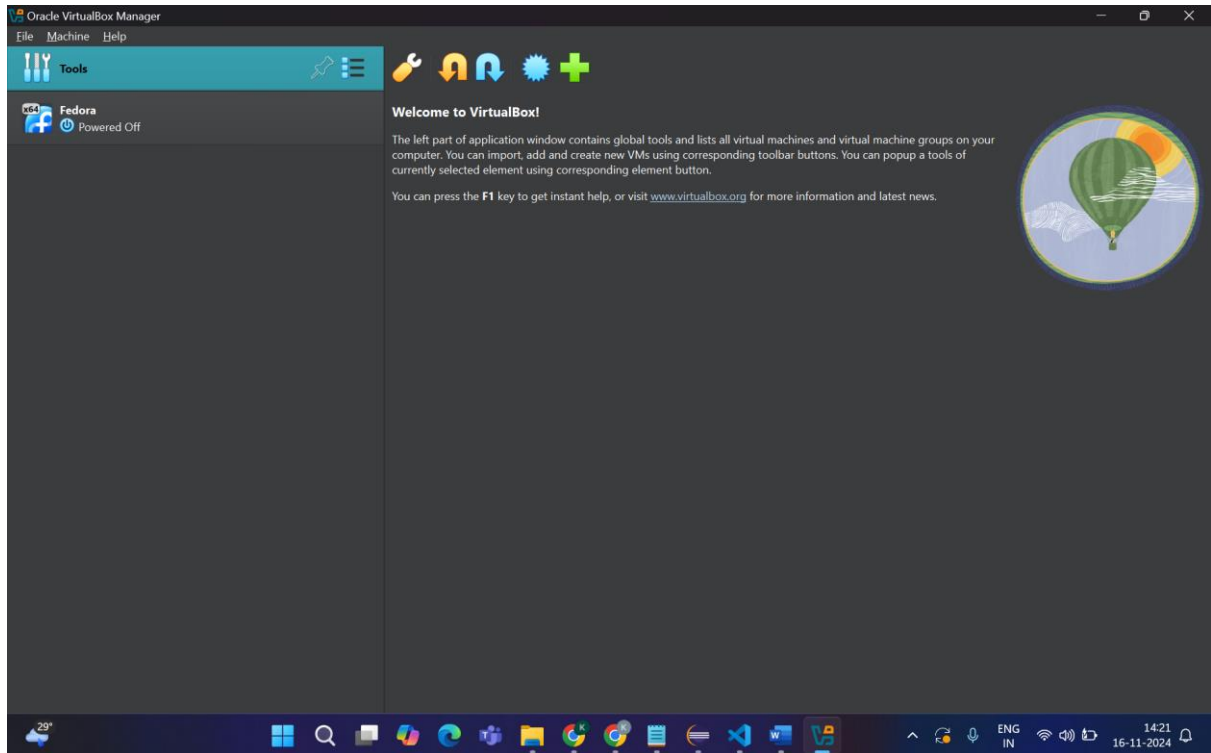 Oracle VirtualBox Manager
File Machine Help
Tools
x64
Fedora
Powered Off
Welcome to VirtualBox!
The left part of application window contains global tools and lists all virtual machines and virtual machine groups on your
computer. You can import, add and create new VMs using corresponding toolbar buttons. You can popup a tools of
currently selected element using corresponding element button.
You can press the F1 key to get instant help, or visit www.virtualbox.org for more information and latest news.
29°
K
K
W
ENG
IN
14:21
16-11-2024